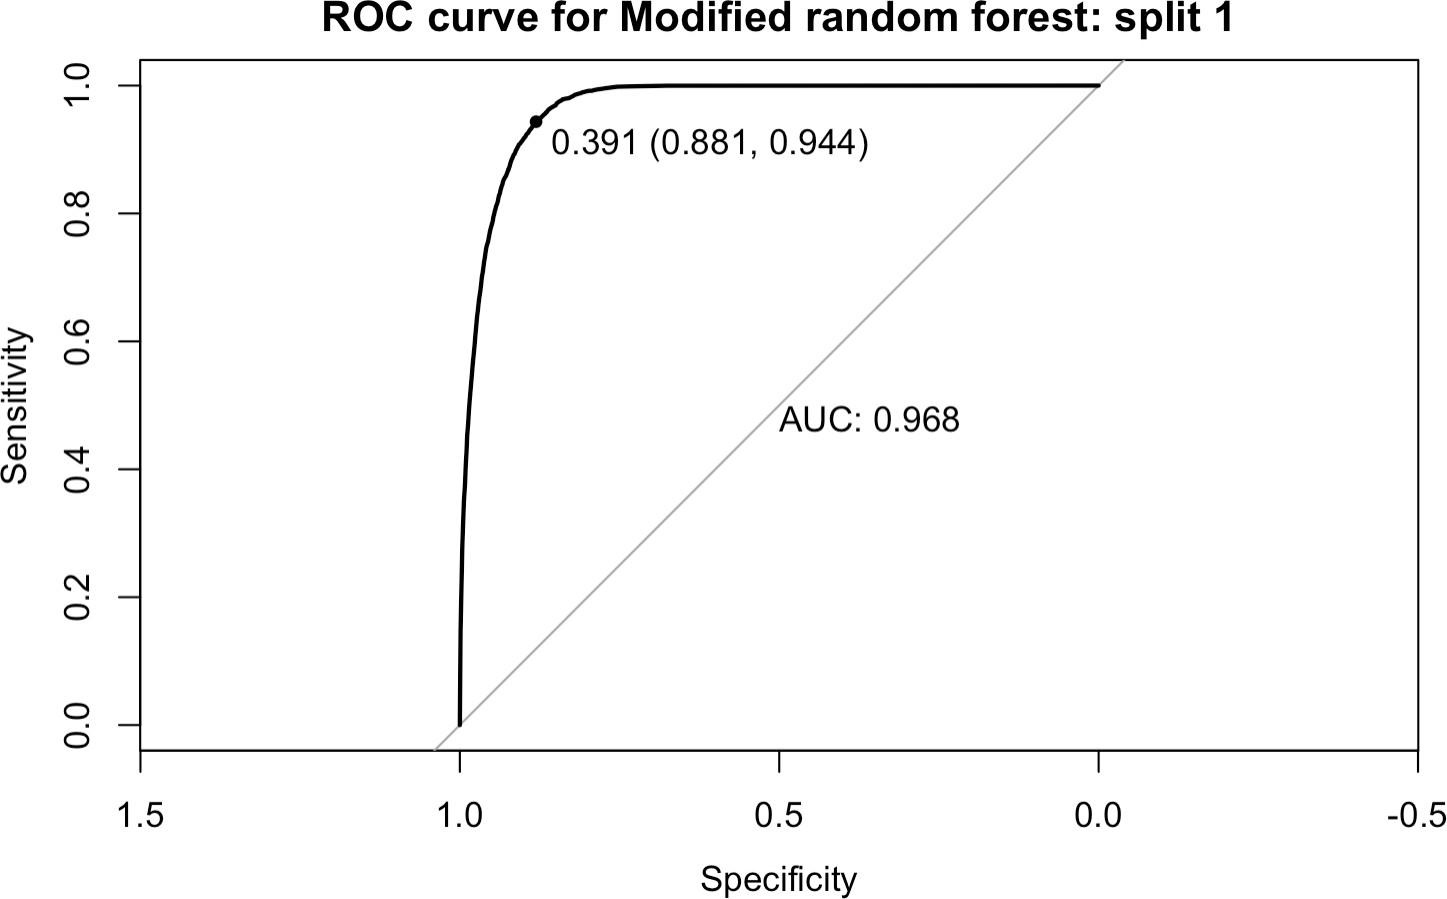 ROC curve for Modified random forest: split 1
1.0
0.8
0.6
0.4
0.2
0.0
Sensitivity
0.391 (0.881, 0.944)
AUC: 0.968
1.5 1.0 0.5 0.0 -0.5
Specificity